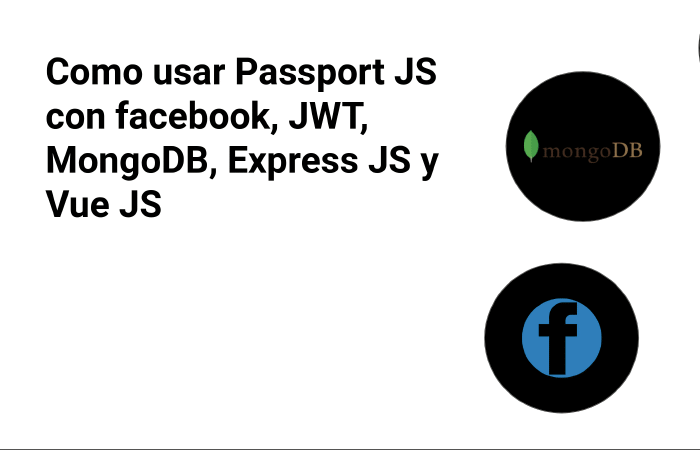 Como usar Passport JS
con facebook, JWT,
MongoDB, Express JS y
Vue JS
mongoDB
f